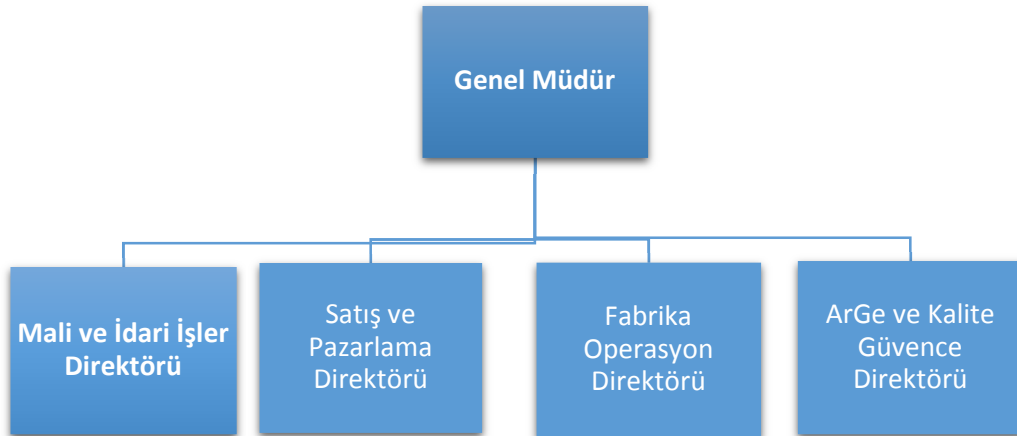 Genel Müdür
Mali ve İdari İşler
Direktörü
Satış ve
Pazarlama
Direktörü
Fabrika
Operasyon
Direktörü
ArGe ve Kalite
Güvence
Direktörü